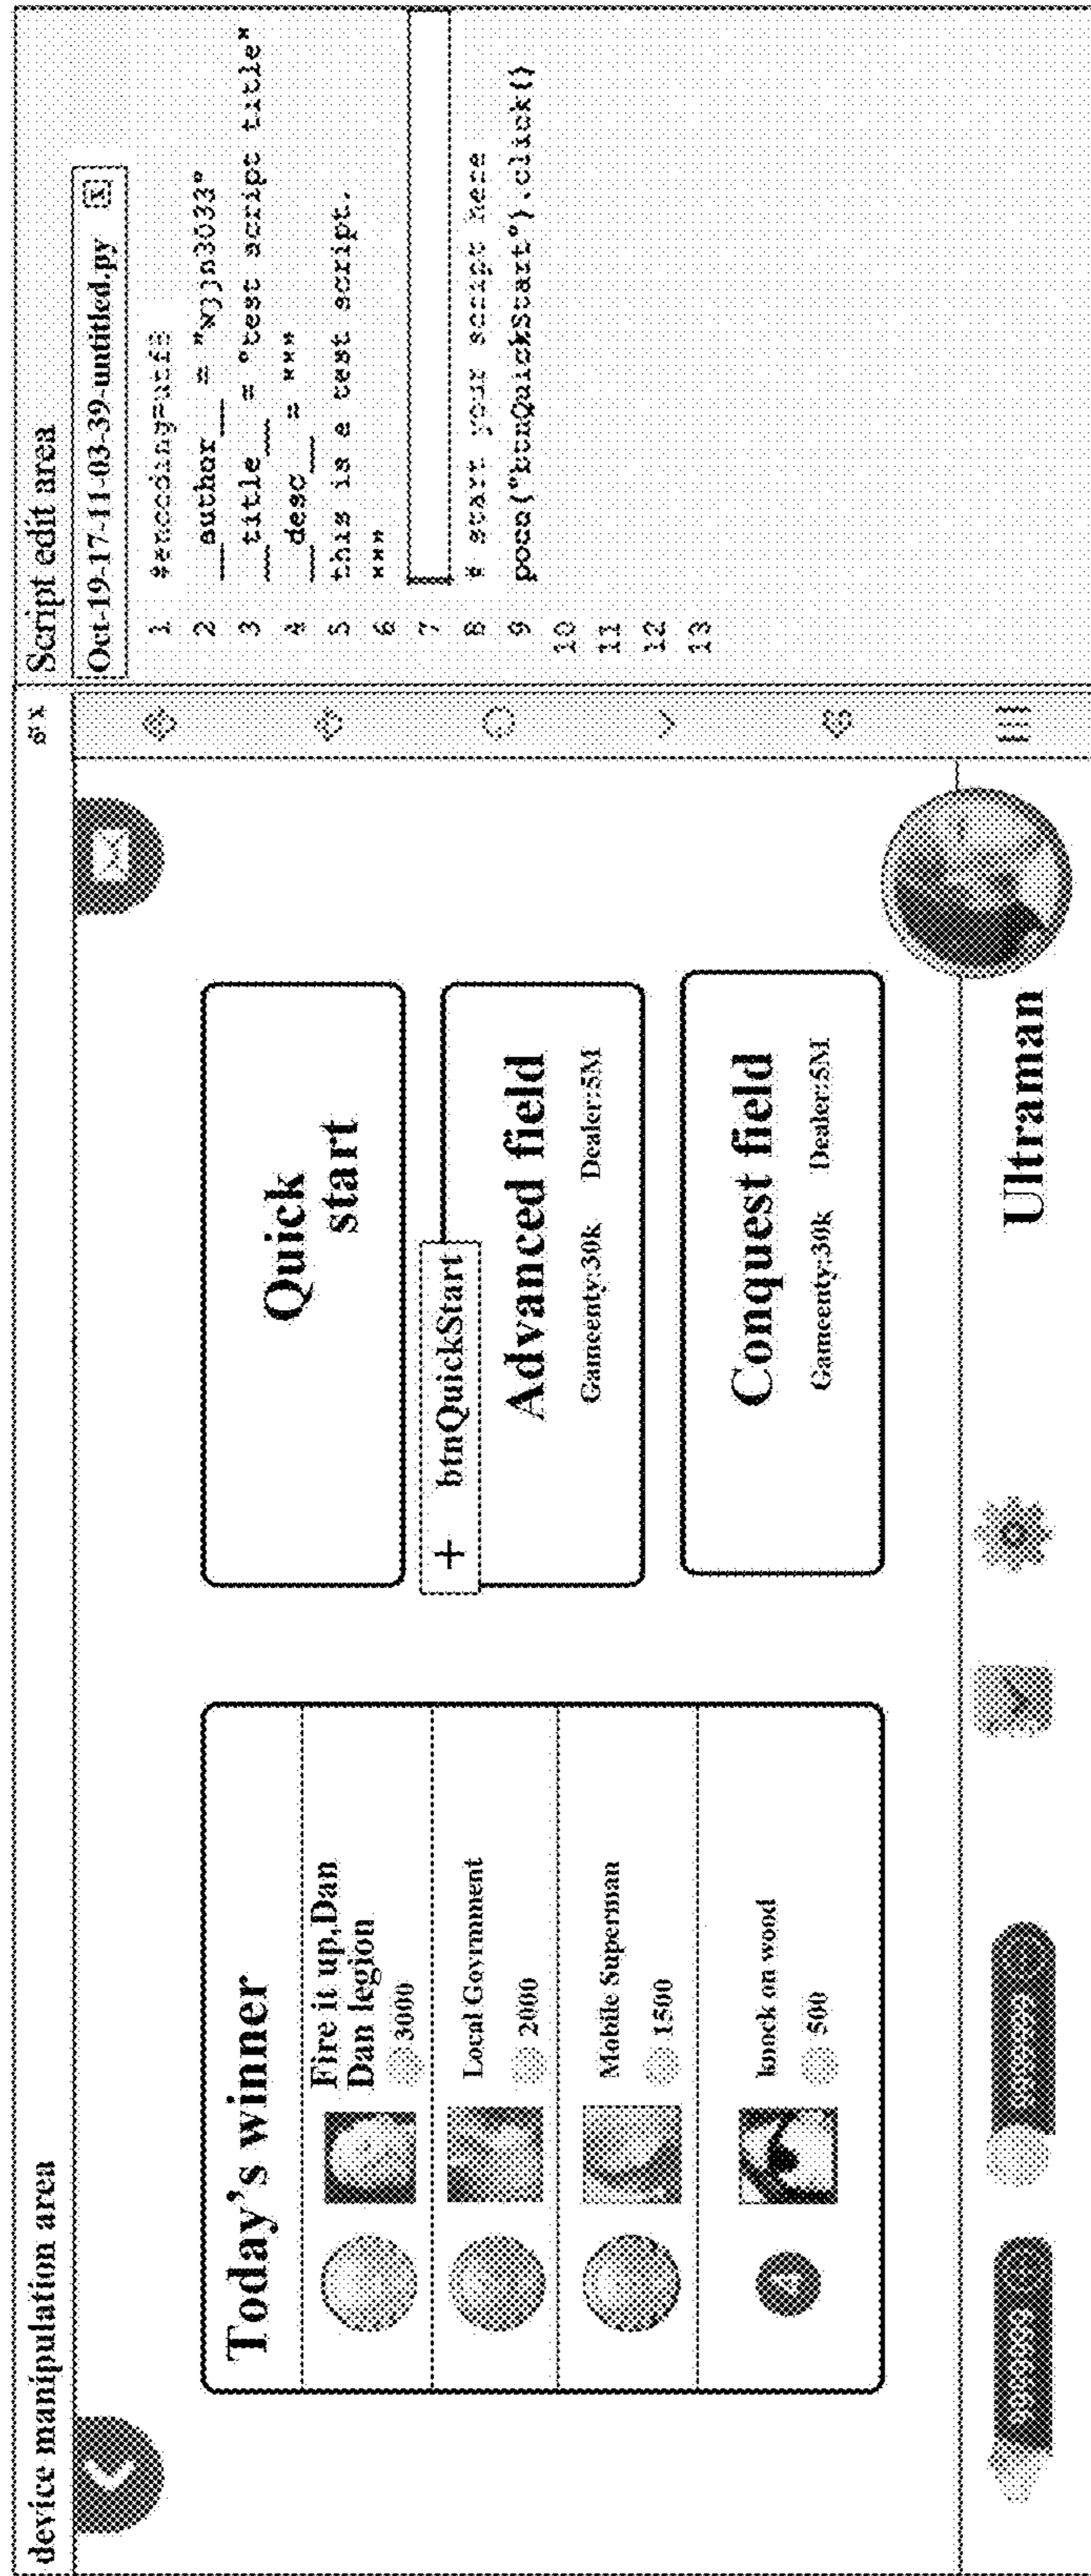 device manipulation area
Today's winner
Fire it up,Dan
Dan legion
3000
Local Govrnment
2000
Mobile Superman
1500
4
knock on wood
500
Quick
start
+ btnQuickStart
Advanced field
Gameenty:30k Dealer:5M
Conquest field
Gameenty:30k Dealer:5M
Ultraman
Script edit area
Oct-19-17-11-03-39-untitled.py x
1 #encoding=utf8
2 __author__ = "wjjn3033"
3 __title__ = "test script title"
4 __desc__ = """
5 this is a test script.
6 """
7
8 # start your script here
9 poco("btnQuickStart").click()
10
11
12
13